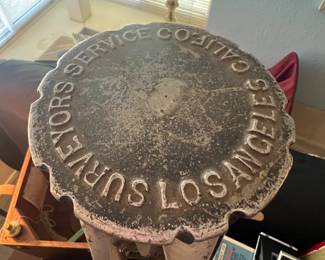 SURVEYORS SERVICE CO.
LOS ANGELES CALIF.